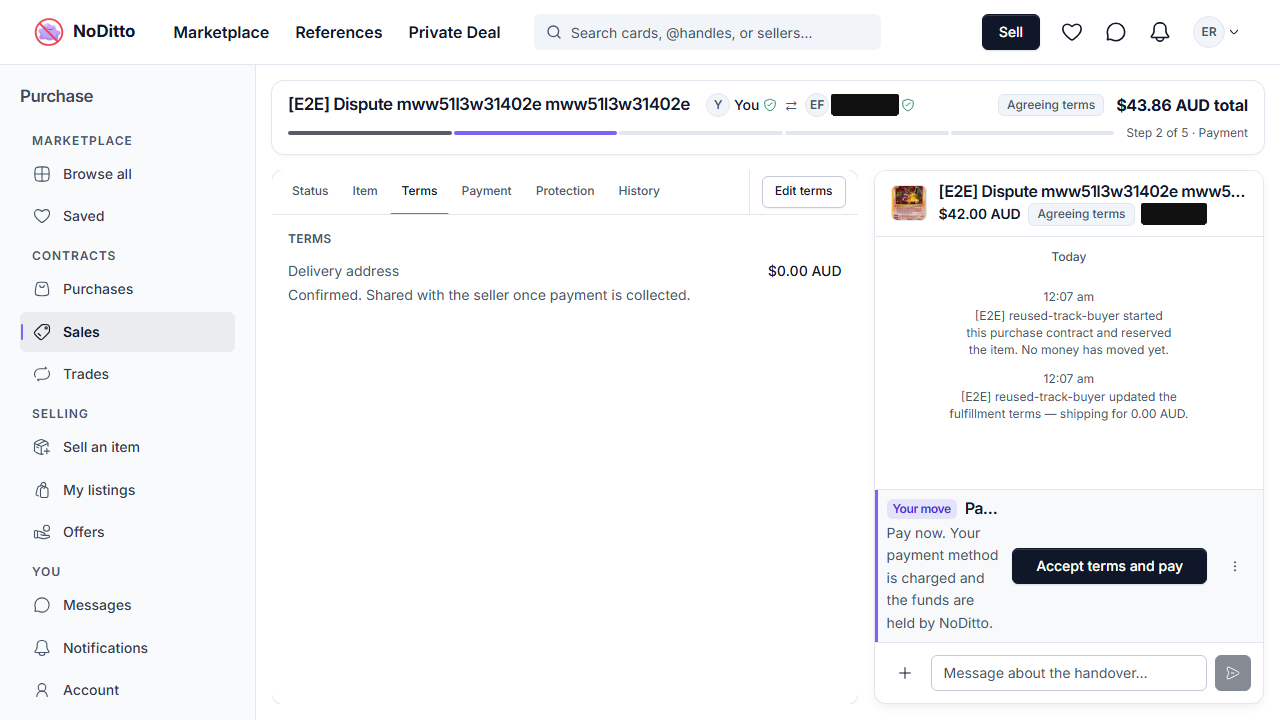 NoDitto
Marketplace
References
Private Deal
Search cards, @handles, or sellers...
Sell
ER
Purchase
MARKETPLACE
Browse all
Saved
CONTRACTS
Purchases
Sales
Trades
SELLING
Sell an item
My listings
Offers
YOU
Messages
Notifications
Account
[E2E] Dispute mww51l3w31402e mww51l3w31402e
Y You
EF
Agreeing terms
$43.86 AUD total
Step 2 of 5 · Payment
Status
Item
Terms
Payment
Protection
History
Edit terms
TERMS
Delivery address
$0.00 AUD
Confirmed. Shared with the seller once payment is collected.
[E2E] Dispute mww51l3w31402e mww5...
$42.00 AUD
Agreeing terms
Today
12:07 am
[E2E] reused-track-buyer started
this purchase contract and reserved
the item. No money has moved yet.
12:07 am
[E2E] reused-track-buyer updated the
fulfillment terms — shipping for 0.00 AUD.
Your move
Pa...
Pay now. Your
payment method
is charged and
the funds are
held by NoDitto.
Accept terms and pay
Message about the handover...